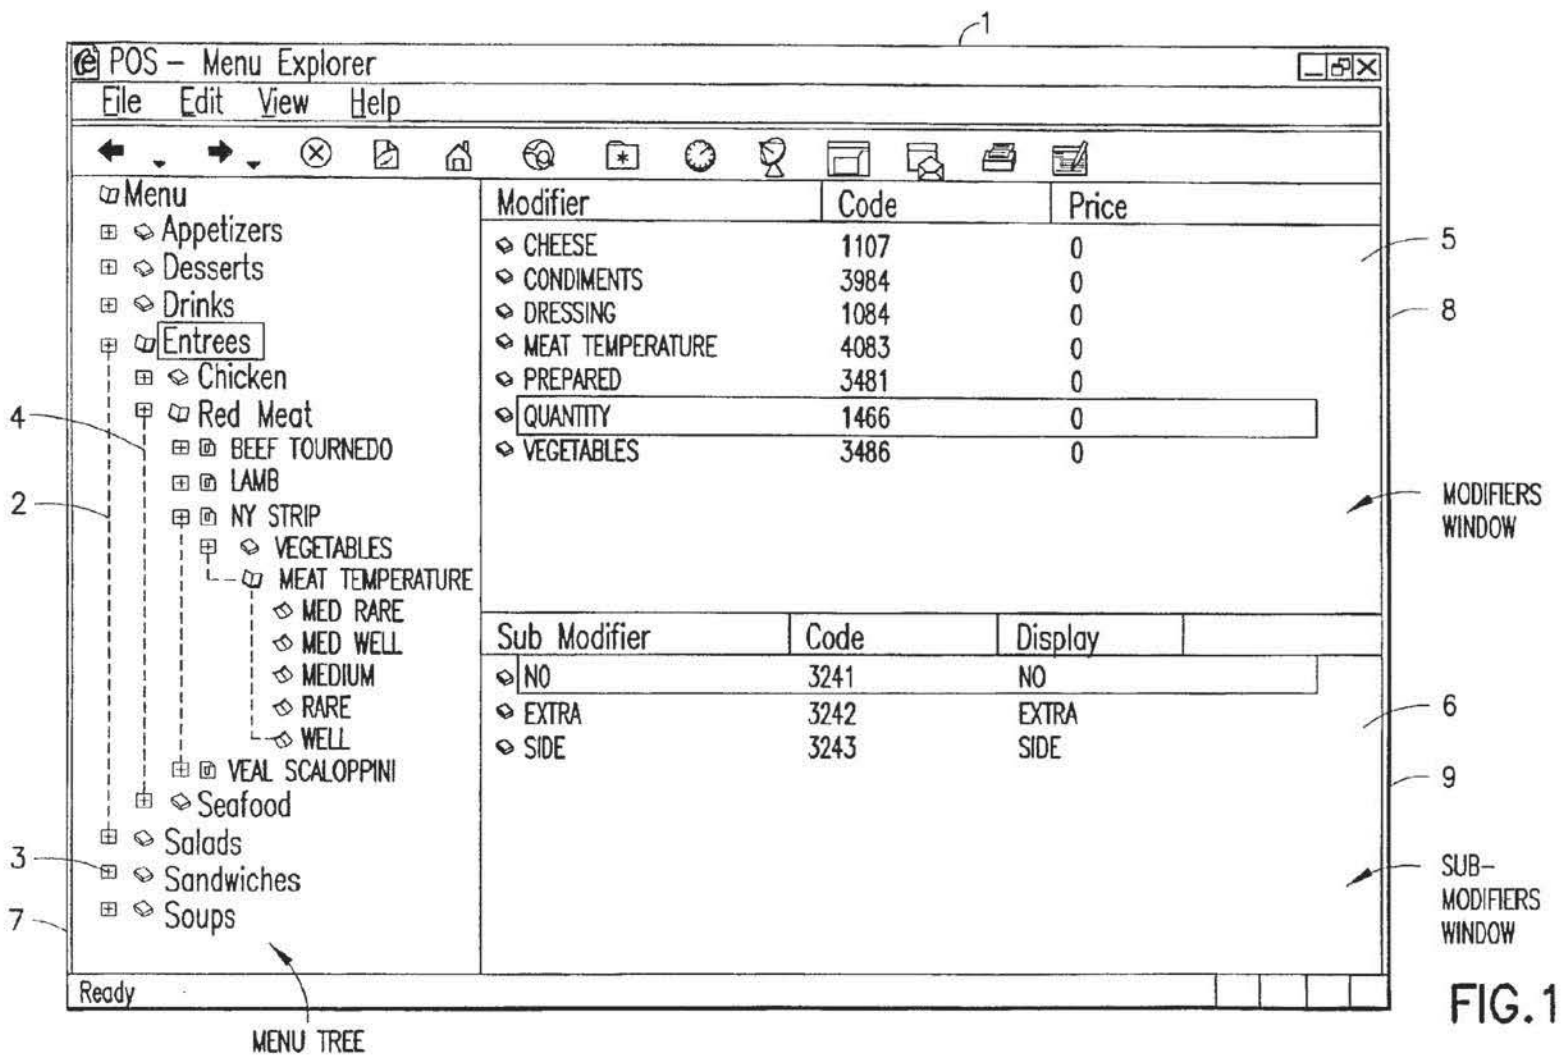 1
POS – Menu Explorer
File Edit View Help
Menu
Appetizers
Desserts
Drinks
Entrees
Chicken
Red Meat
BEEF TOURNEDO
LAMB
NY STRIP
VEGETABLES
MEAT TEMPERATURE
MED RARE
MED WELL
MEDIUM
RARE
WELL
VEAL SCALOPPINI
Seafood
Salads
Sandwiches
Soups
4
2
3
7
Modifier Code Price
CHEESE 1107 0
CONDIMENTS 3984 0
DRESSING 1084 0
MEAT TEMPERATURE 4083 0
PREPARED 3481 0
QUANTITY 1466 0
VEGETABLES 3486 0
5
8
MODIFIERS
WINDOW
Sub Modifier Code Display
NO 3241 NO
EXTRA 3242 EXTRA
SIDE 3243 SIDE
6
9
SUB–
MODIFIERS
WINDOW
Ready
MENU TREE
FIG.1